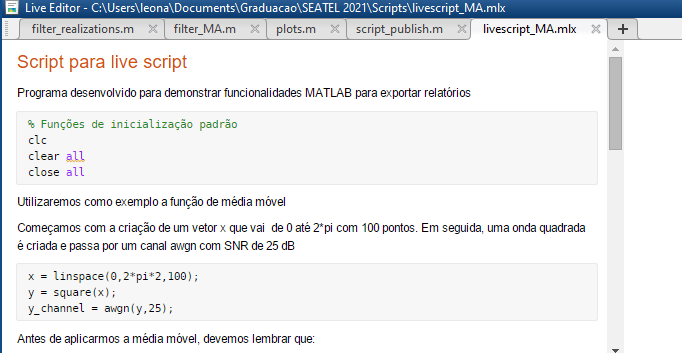 Live Editor - C:\Users\leona\Documents\Graduacao\SEATEL 2021\Scripts\livescript_MA.mlx
filter_realizations.m filter_MA.m plots.m script_publish.m livescript_MA.mlx
Script para live script
Programa desenvolvido para demonstrar funcionalidades MATLAB para exportar relatórios
% Funções de inicialização padrão
clc
clear all
close all
Utilizaremos como exemplo a função de média móvel
Começamos com a criação de um vetor x que vai de 0 até 2*pi com 100 pontos. Em seguida, uma onda quadrada
é criada e passa por um canal awgn com SNR de 25 dB
x = linspace(0,2*pi*2,100);
y = square(x);
y_channel = awgn(y,25);
Antes de aplicarmos a média móvel, devemos lembrar que: